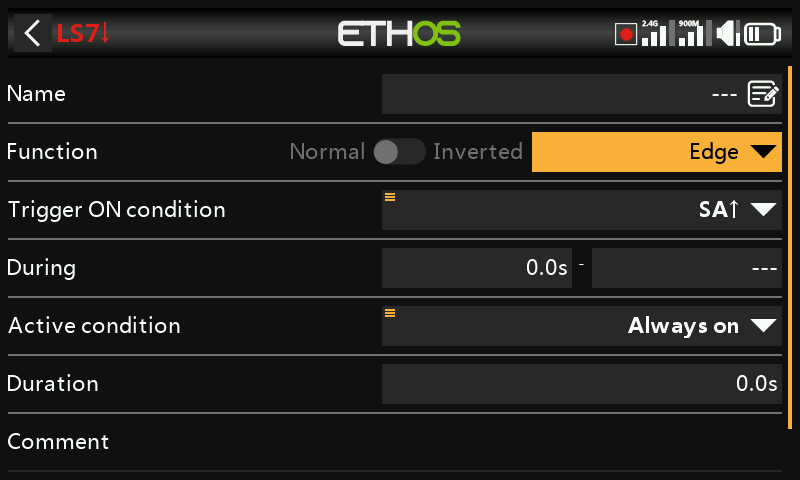 LS7↓ ETHOS 2.4G 900M
Name ---
Function Normal Inverted Edge
Trigger ON condition SA↑
During 0.0s - ---
Active condition Always on
Duration 0.0s
Comment